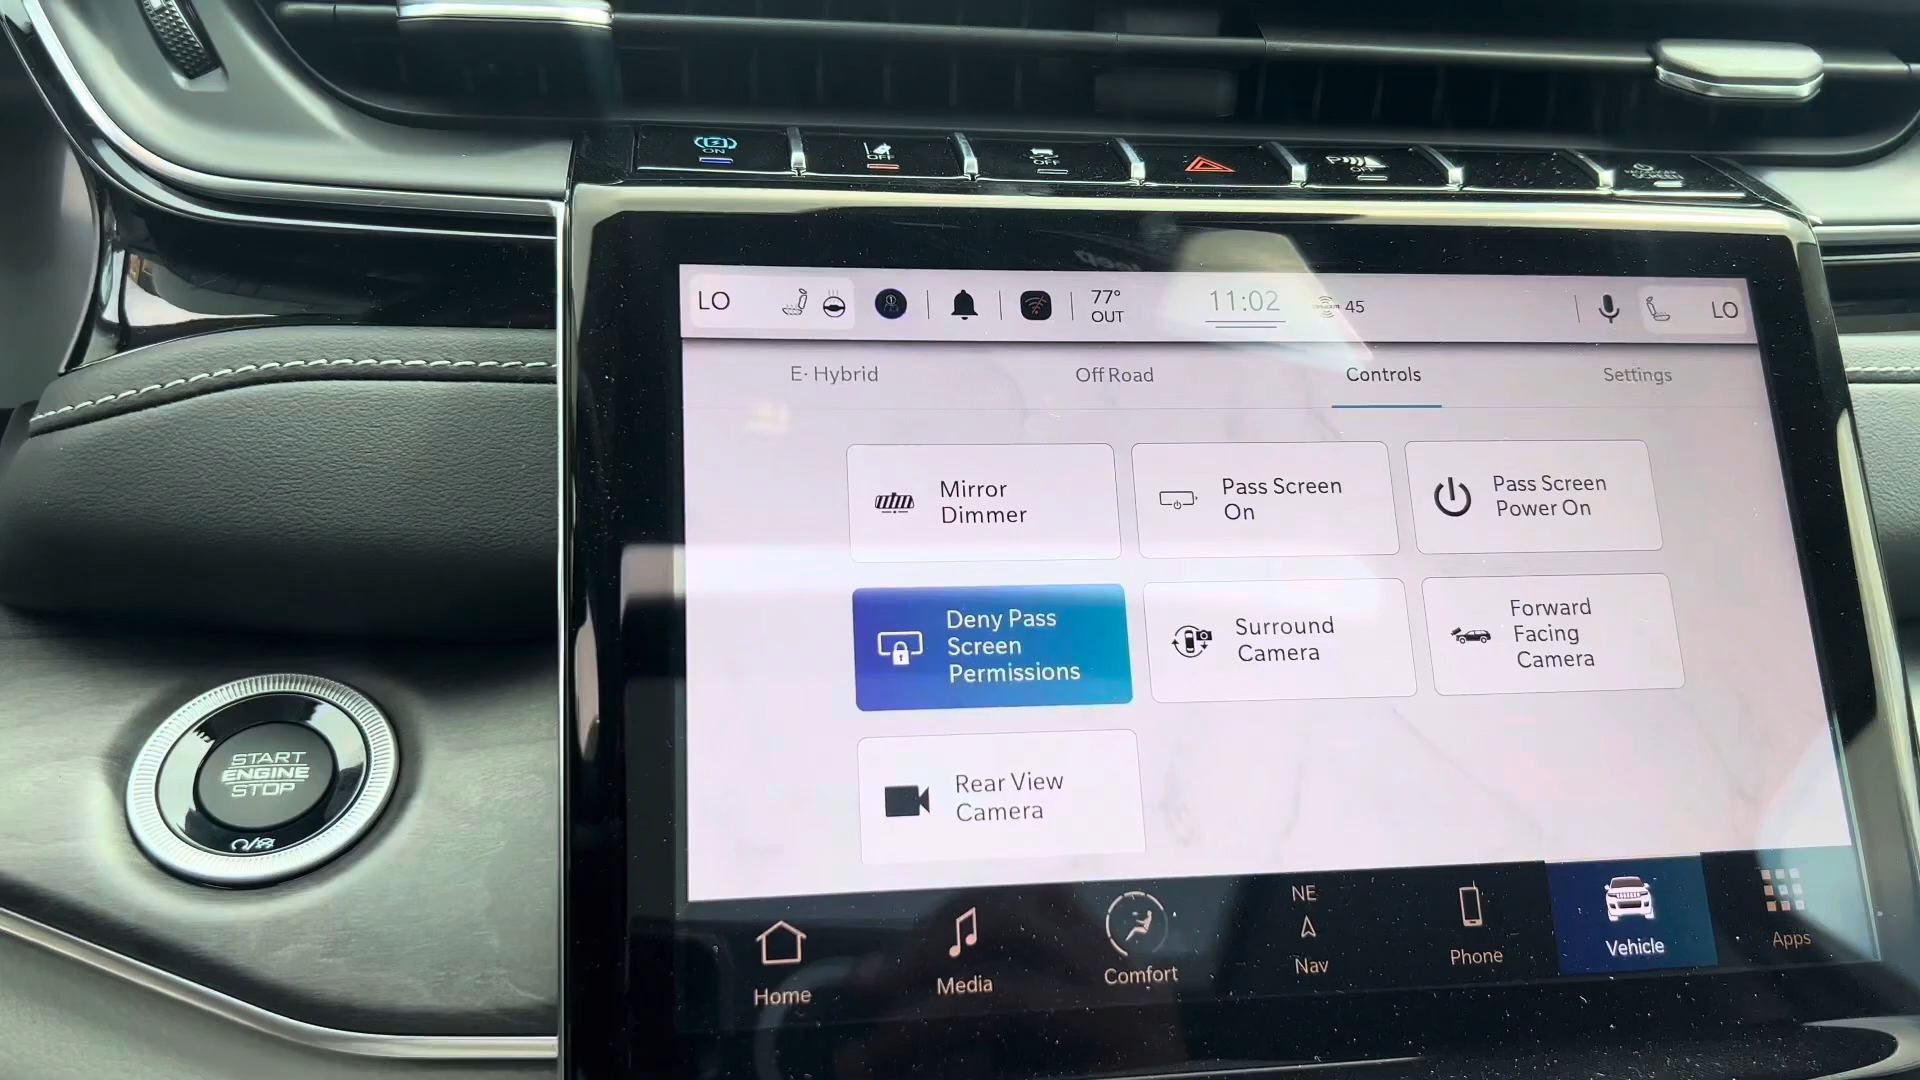 ON
OFF
OFF
P
OFF
SCREEN
LO
77°
OUT
11:02
45
LO
E-Hybrid
Off Road
Controls
Settings
Mirror
Dimmer
Pass Screen
On
Pass Screen
Power On
Deny Pass
Screen
Permissions
Surround
Camera
Forward
Facing
Camera
Rear View
Camera
START
ENGINE
STOP
Home
Media
Comfort
NE
Nav
Phone
Vehicle
Apps